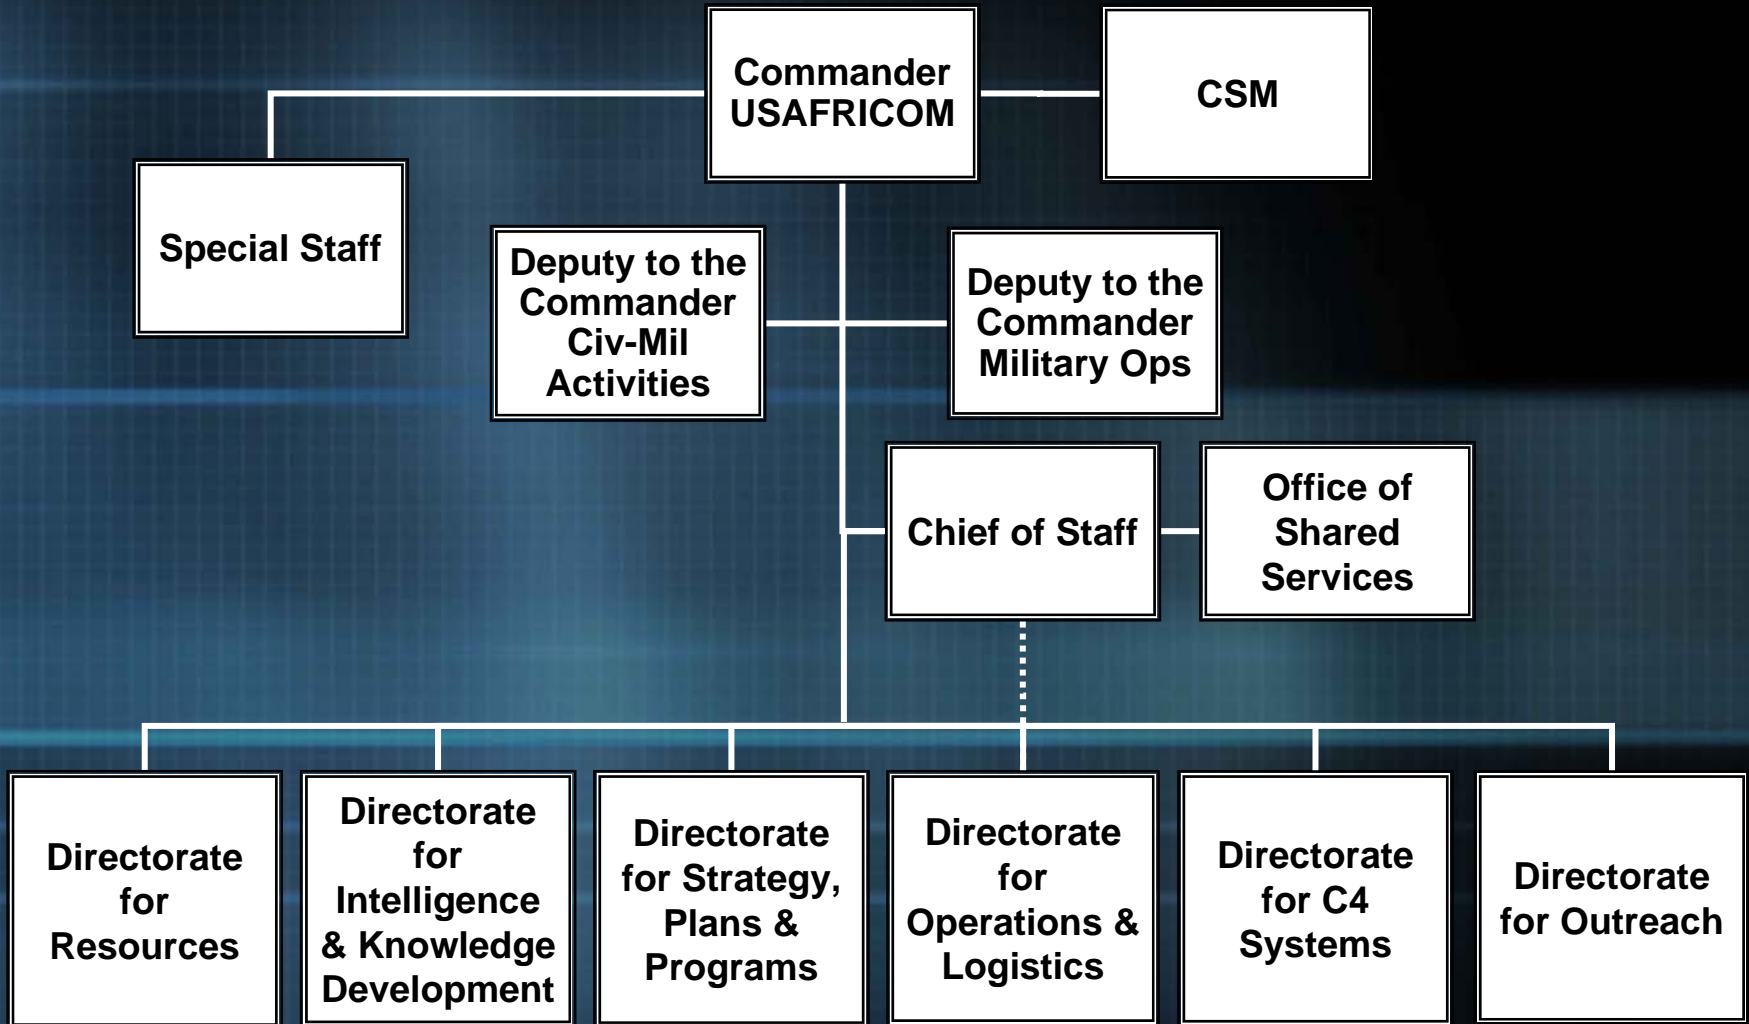 Commander
USAFRICOM
CSM
Special Staff
Deputy to the
Commander
Civ-Mil
Activities
Deputy to the
Commander
Military Ops
Chief of Staff
Office of
Shared
Services
Directorate
for
Resources
Directorate
for
Intelligence
& Knowledge
Development
Directorate
for Strategy,
Plans &
Programs
Directorate
for
Operations &
Logistics
Directorate
for C4
Systems
Directorate
for Outreach